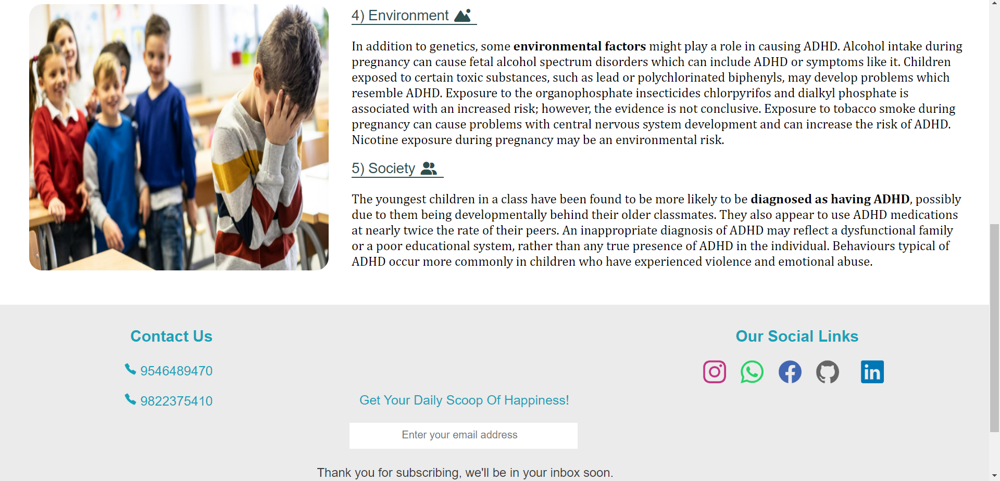 4) Environment
In addition to genetics, some environmental factors might play a role in causing ADHD. Alcohol intake during
pregnancy can cause fetal alcohol spectrum disorders which can include ADHD or symptoms like it. Children
exposed to certain toxic substances, such as lead or polychlorinated biphenyls, may develop problems which
resemble ADHD. Exposure to the organophosphate insecticides chlorpyrifos and dialkyl phosphate is
associated with an increased risk; however, the evidence is not conclusive. Exposure to tobacco smoke during
pregnancy can cause problems with central nervous system development and can increase the risk of ADHD.
Nicotine exposure during pregnancy may be an environmental risk.
5) Society
The youngest children in a class have been found to be more likely to be diagnosed as having ADHD, possibly
due to them being developmentally behind their older classmates. They also appear to use ADHD medications
at nearly twice the rate of their peers. An inappropriate diagnosis of ADHD may reflect a dysfunctional family
or a poor educational system, rather than any true presence of ADHD in the individual. Behaviours typical of
ADHD occur more commonly in children who have experienced violence and emotional abuse.
Contact Us
9546489470
9822375410
Get Your Daily Scoop Of Happiness!
Enter your email address
Thank you for subscribing, we'll be in your inbox soon.
Our Social Links
in